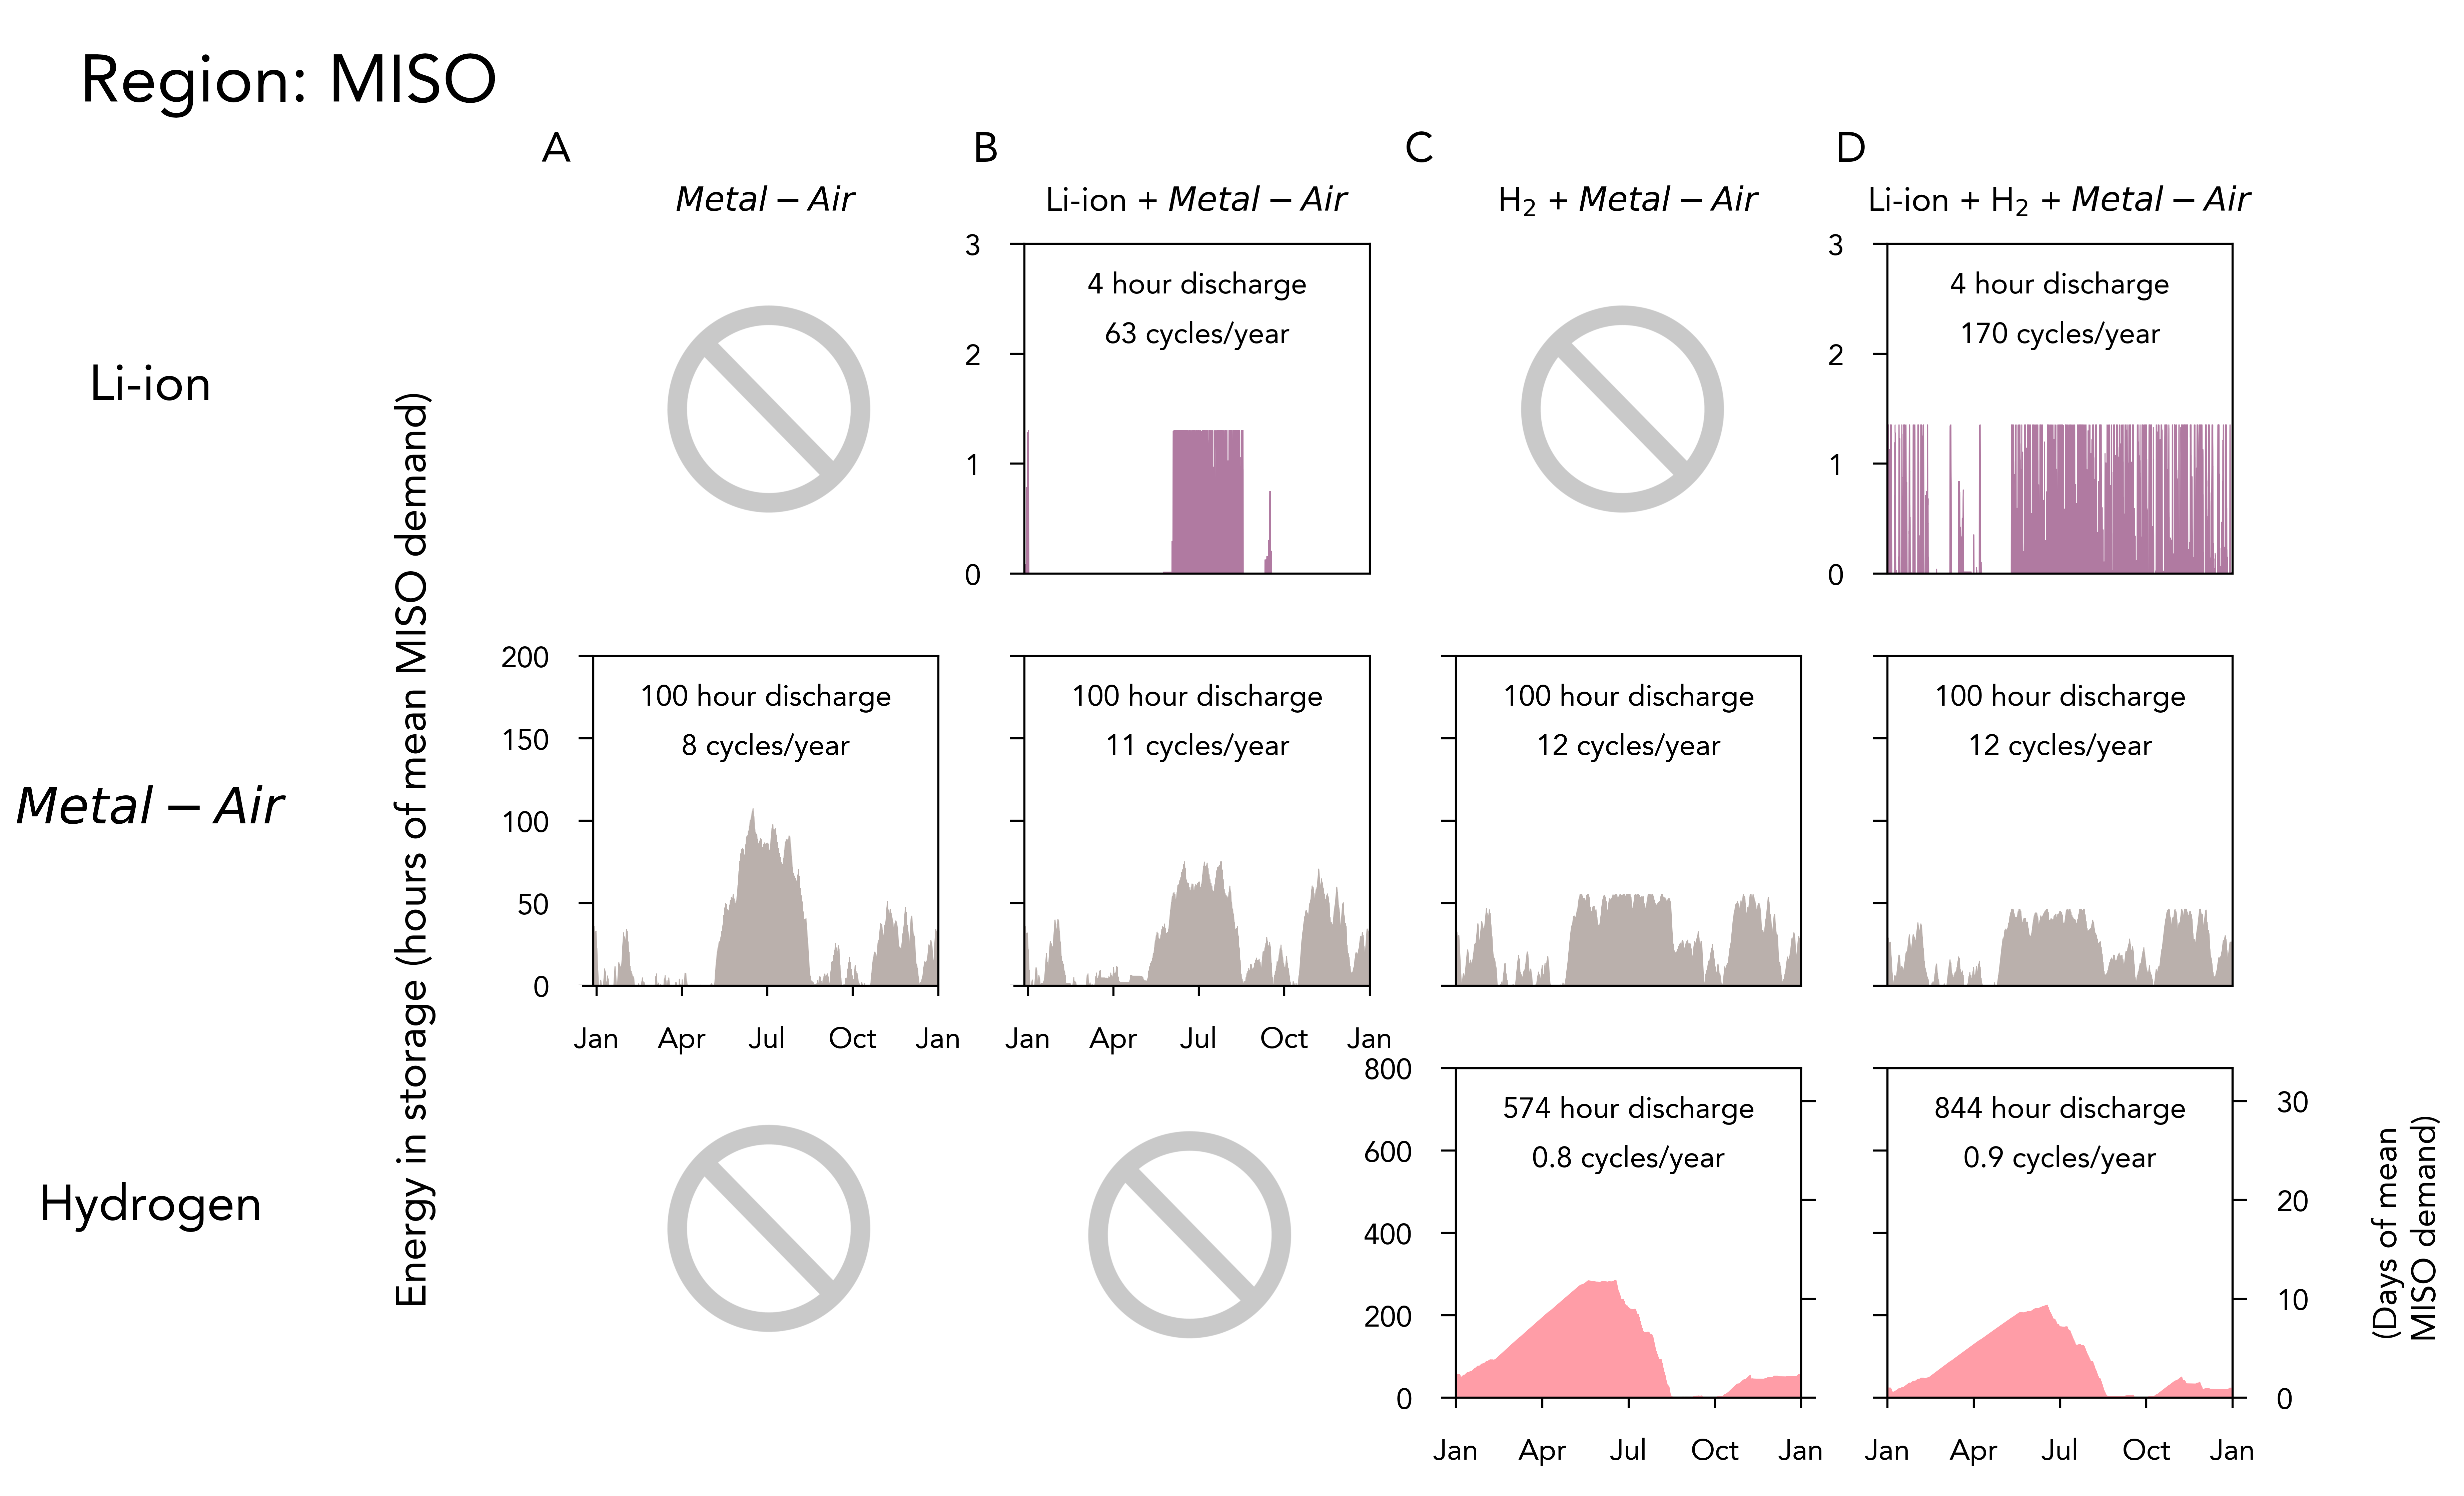 Region: MISO
A
B
C
D
Metal – Air
Li-ion + Metal – Air
H₂ + Metal – Air
Li-ion + H₂ + Metal – Air
Li-ion
Metal – Air
Hydrogen
Energy in storage (hours of mean MISO demand)
3
2
1
0
4 hour discharge
63 cycles/year
3
2
1
0
4 hour discharge
170 cycles/year
200
150
100
50
0
100 hour discharge
8 cycles/year
Jan Apr Jul Oct Jan
100 hour discharge
11 cycles/year
Jan Apr Jul Oct Jan
100 hour discharge
12 cycles/year
100 hour discharge
12 cycles/year
800
600
400
200
0
574 hour discharge
0.8 cycles/year
Jan Apr Jul Oct Jan
844 hour discharge
0.9 cycles/year
Jan Apr Jul Oct Jan
30
20
10
0
(Days of mean
MISO demand)